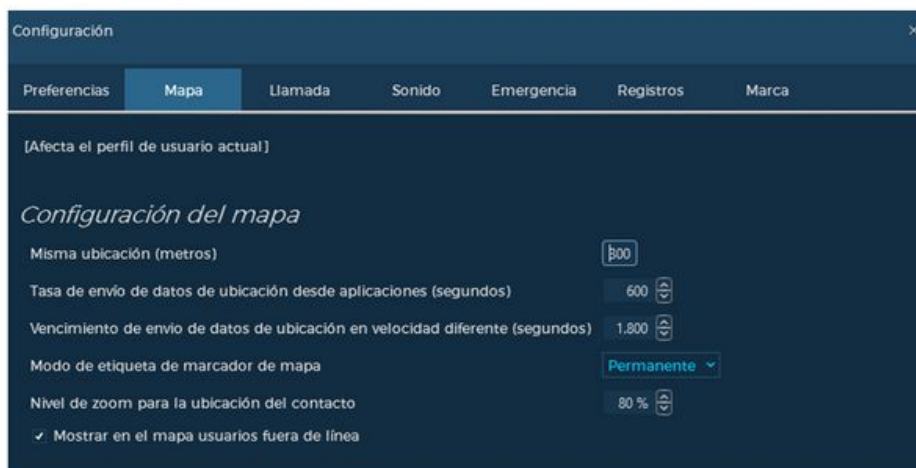 Configuración ×
Preferencias Mapa Llamada Sonido Emergencia Registros Marca
[Afecta el perfil de usuario actual]
Configuración del mapa
Misma ubicación (metros) 300
Tasa de envío de datos de ubicación desde aplicaciones (segundos) 600
Vencimiento de envio de datos de ubicación en velocidad diferente (segundos) 1.800
Modo de etiqueta de marcador de mapa Permanente
Nivel de zoom para la ubicación del contacto 80 %
Mostrar en el mapa usuarios fuera de línea